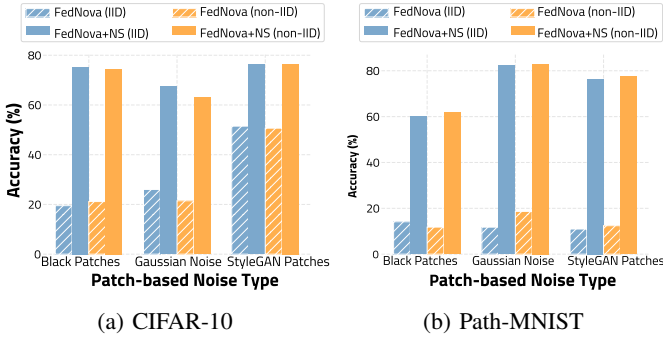 FedNova (IID)
FedNova (non-IID)
FedNova+NS (IID)
FedNova+NS (non-IID)
Accuracy (%)
80
60
40
20
0
Black Patches
Gaussian Noise
StyleGAN Patches
Patch-based Noise Type
(a) CIFAR-10
FedNova (IID)
FedNova (non-IID)
FedNova+NS (IID)
FedNova+NS (non-IID)
Accuracy (%)
80
60
40
20
0
Black Patches
Gaussian Noise
StyleGAN Patches
Patch-based Noise Type
(b) Path-MNIST